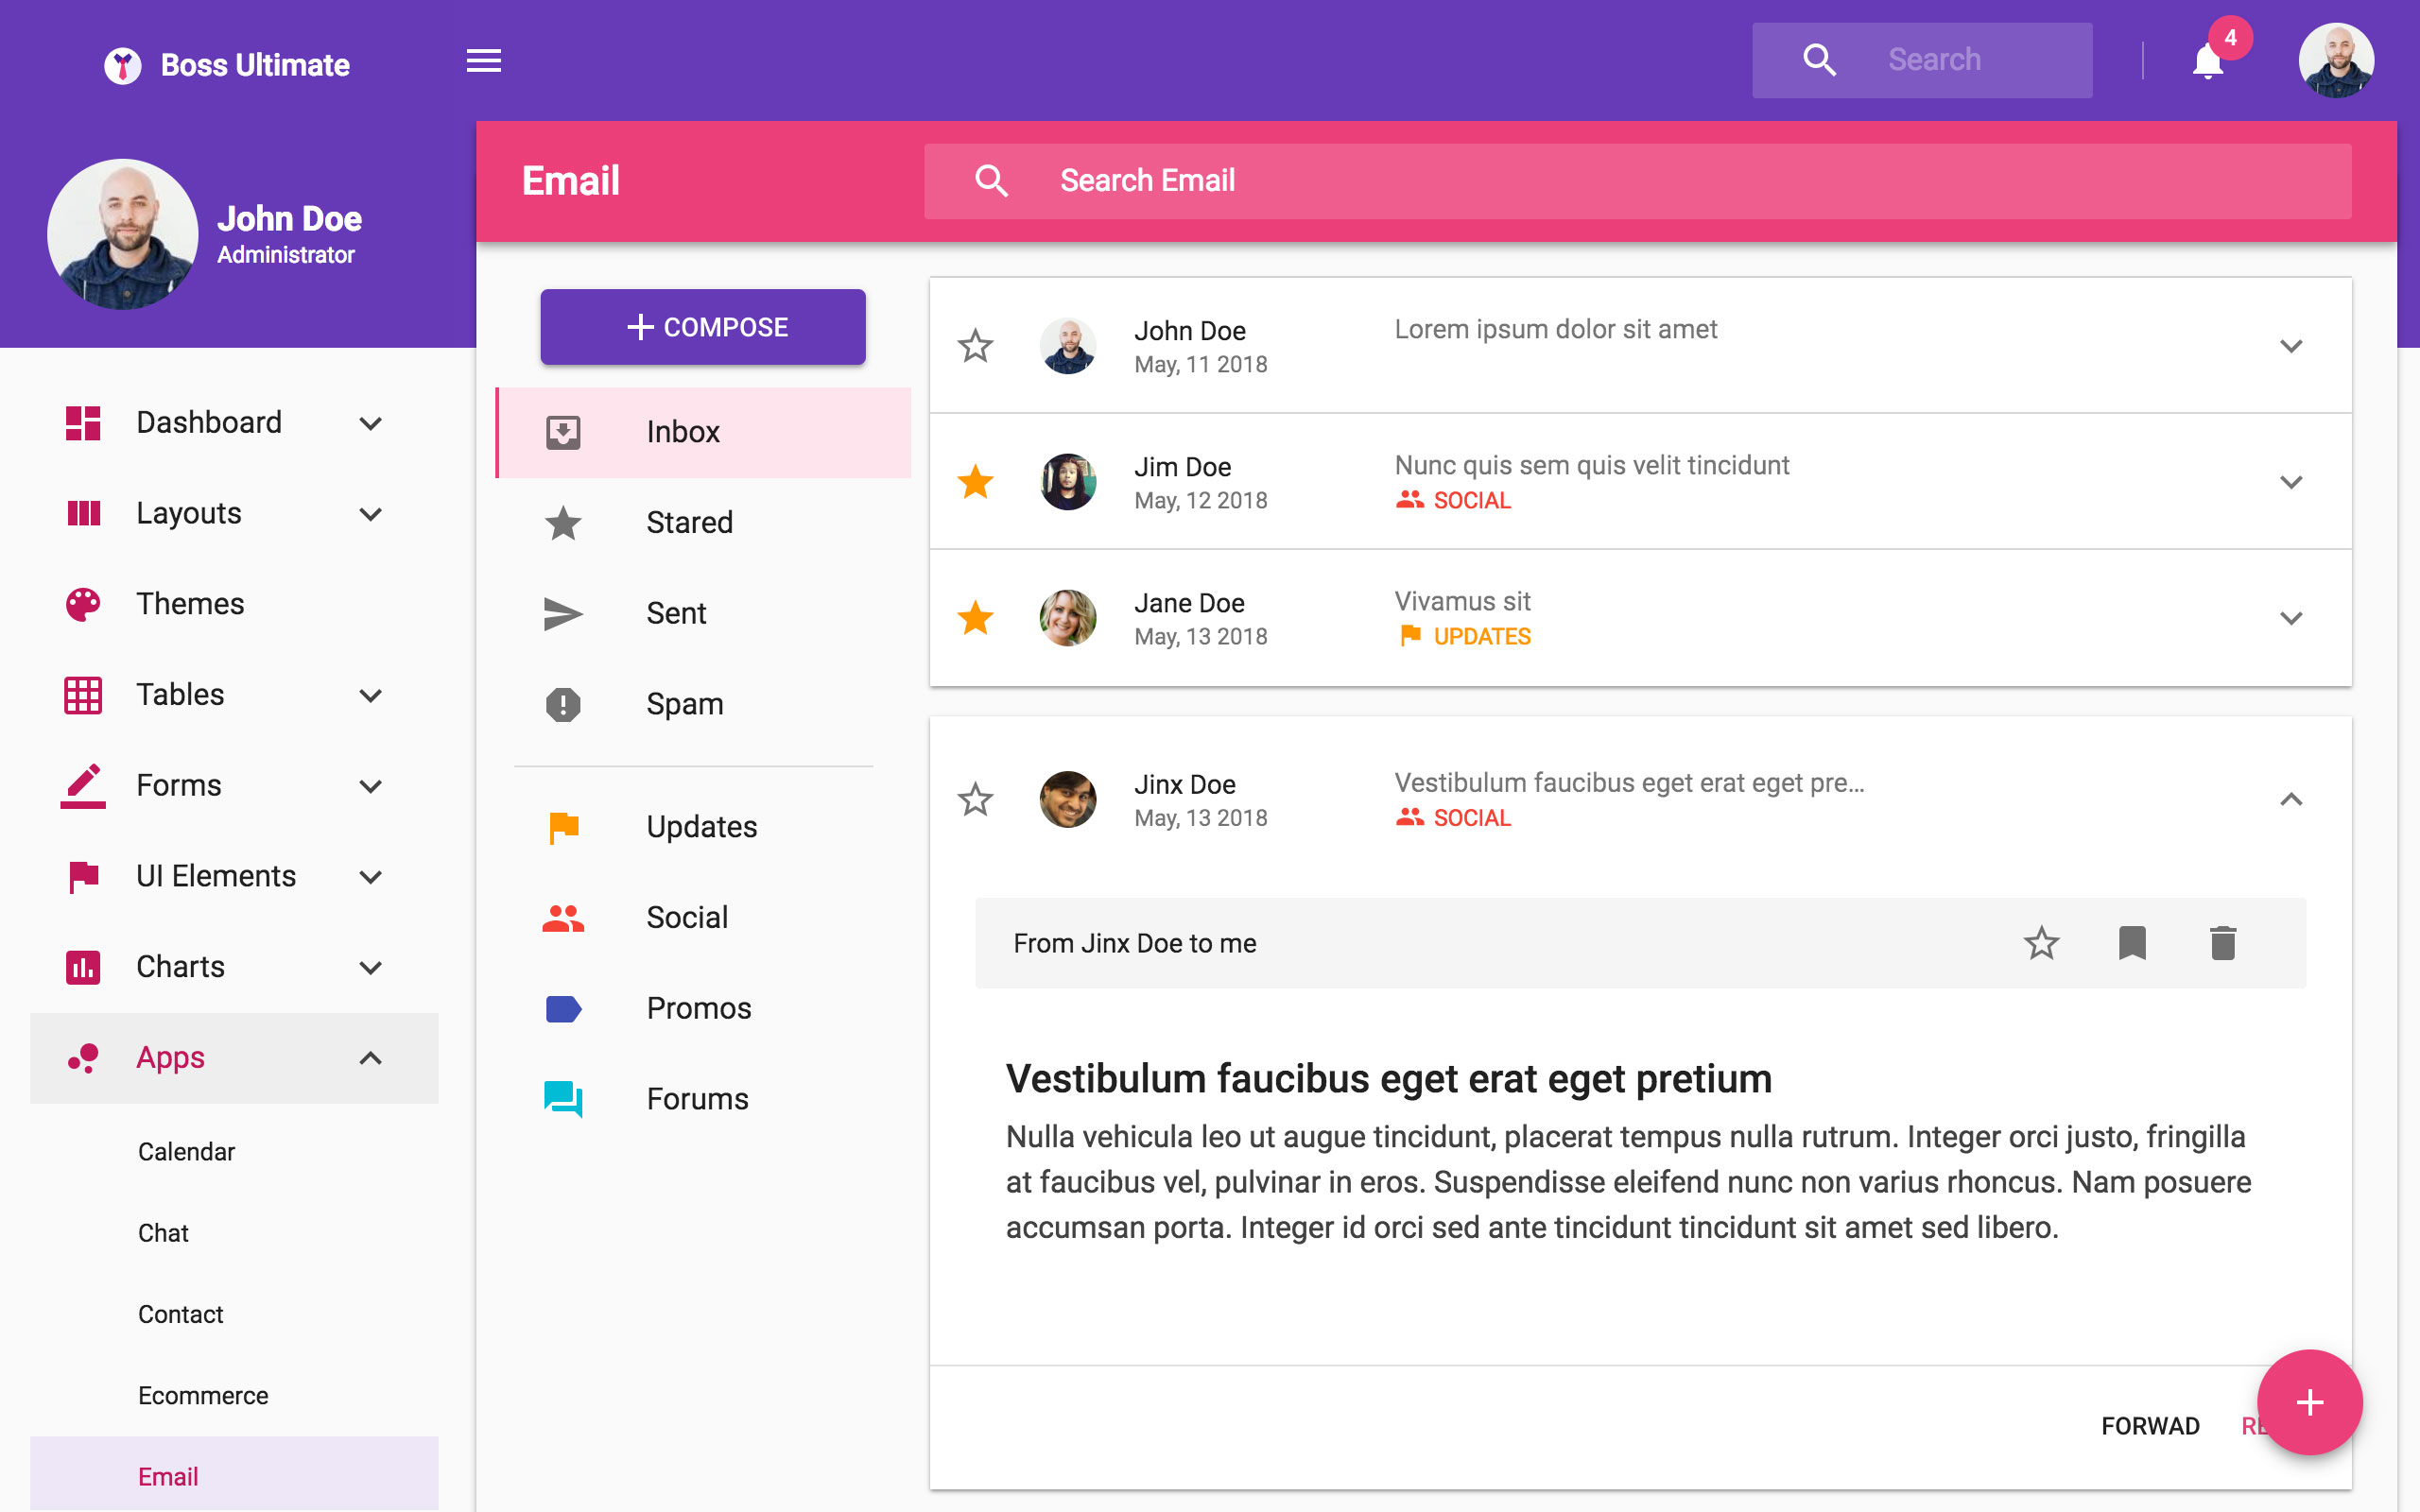 Boss Ultimate
Search
4
John Doe
Administrator
Email
Search Email
Dashboard
Layouts
Themes
Tables
Forms
UI Elements
Charts
Apps
Calendar
Chat
Contact
Ecommerce
Email
COMPOSE
Inbox
Stared
Sent
Spam
Updates
Social
Promos
Forums
John Doe
May, 11 2018
Lorem ipsum dolor sit amet
Jim Doe
May, 12 2018
Nunc quis sem quis velit tincidunt
SOCIAL
Jane Doe
May, 13 2018
Vivamus sit
UPDATES
Jinx Doe
May, 13 2018
Vestibulum faucibus eget erat eget pre...
SOCIAL
From Jinx Doe to me
Vestibulum faucibus eget erat eget pretium
Nulla vehicula leo ut augue tincidunt, placerat tempus nulla rutrum. Integer orci justo, fringilla
at faucibus vel, pulvinar in eros. Suspendisse eleifend nunc non varius rhoncus. Nam posuere
accumsan porta. Integer id orci sed ante tincidunt tincidunt sit amet sed libero.
FORWAD